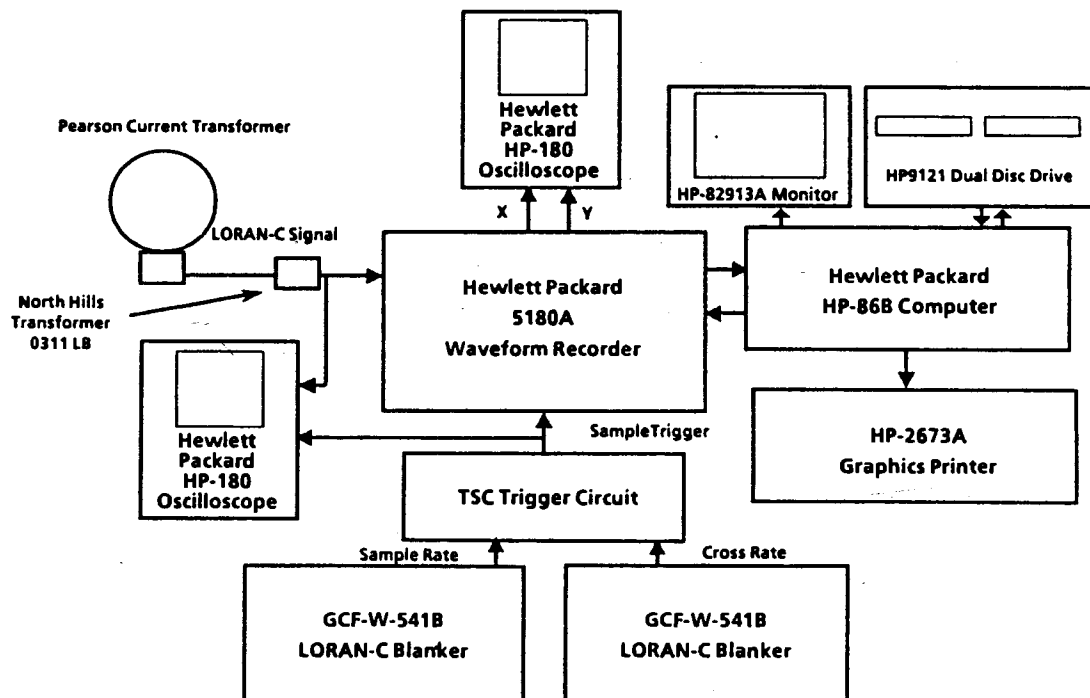 Hewlett
Packard
HP-180
Oscilloscope
Pearson Current Transformer
HP-82913A Monitor
HP9121 Dual Disc Drive
X
Y
LORAN-C Signal
Hewlett Packard
5180A
Waveform Recorder
Hewlett Packard
HP-86B Computer
North Hills
Transformer
0311 LB
Hewlett
Packard
HP-180
Oscilloscope
Sample Trigger
HP-2673A
Graphics Printer
TSC Trigger Circuit
Sample Rate
Cross Rate
GCF-W-541B
LORAN-C Blanker
GCF-W-541B
LORAN-C Blanker